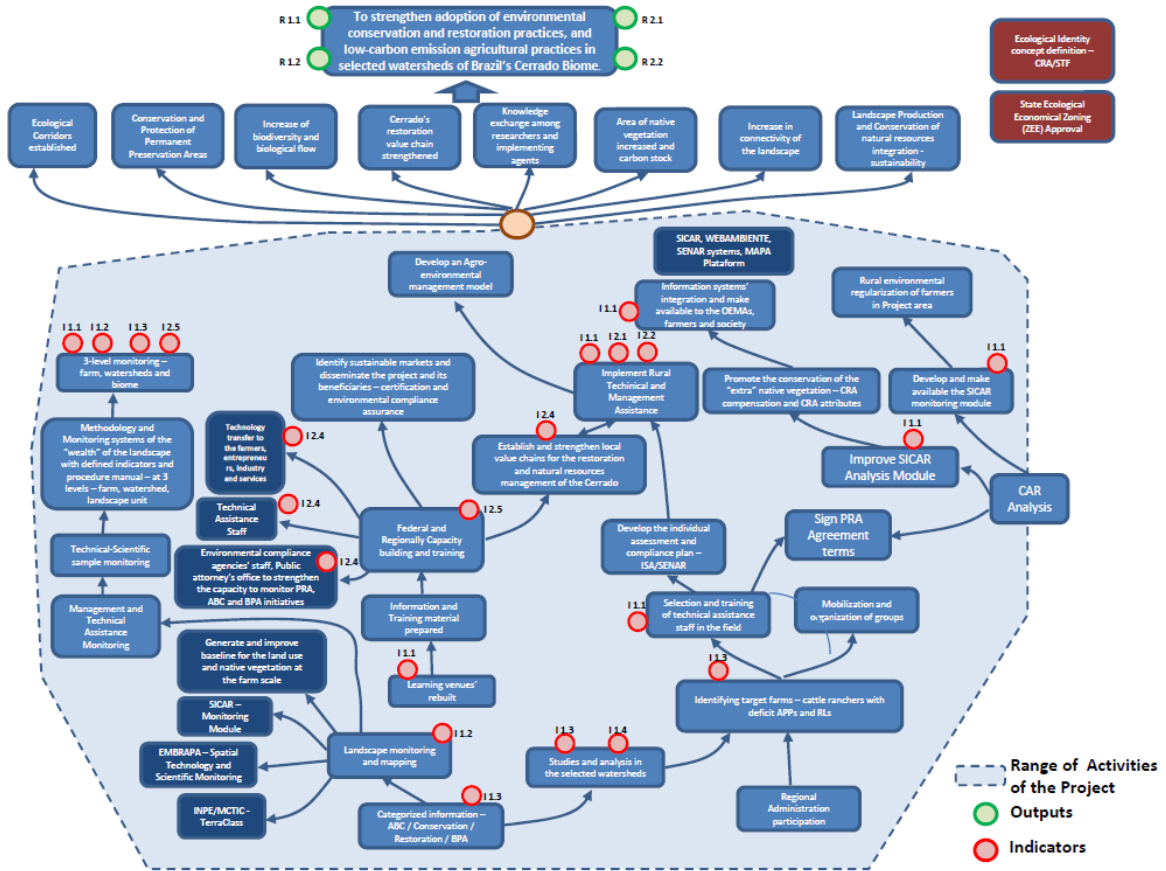 R 1.1
To strengthen adoption of environmental
conservation and restoration practices, and
low-carbon emission agricultural practices in
selected watersheds of Brazil's Cerrado Biome.
R 2.1
R 1.2
R 2.2
Ecological Identity
concept definition –
CRA/STF
State Ecological
Economical Zoning
(ZEE) Approval
Ecological
Corridors
established
Conservation and
Protection of
Permanent
Preservation Areas
Increase of
biodiversity and
biological flow
Cerrado's
restoration
value chain
strengthened
Knowledge
exchange among
researchers and
implementing
agents
Area of native
vegetation
increased and
carbon stock
Increase in
connectivity of
the landscape
Landscape Production
and Conservation of
natural resources
integration -
sustainability
SICAR, WEBAMBIENTE,
SENAR systems, MAPA
Plataform
Develop an Agro-
environmental
management model
Information systems'
integration and make
available to the OEMAs,
farmers and society
I 1.1
Rural environmental
regularization of farmers
in Project area
I 1.1
I 1.2
I 1.3
I 2.5
3-level monitoring –
farm, watersheds and
biome
Identify sustainable markets and
disseminate the project and its
beneficiaries – certification and
environmental compliance
assurance
I 1.1
I 2.1
I 2.2
Implement Rural
Techinical and
Management
Assistance
Promote the conservation of the
"extra" native vegetation – CRA
compensation and CRA attributes
I 1.1
Develop and make
available the SICAR
monitoring module
Methodology and
Monitoring systems of the
"wealth" of the landscape
with defined indicators and
procedure manual – at 3
levels – farm, watershed,
landscape unit
Technology
transfer to
the farmers,
entrepreneu
rs, industry
and services
I 2.4
I 2.4
Establish and strengthen local
value chains for the restoration
and natural resources
management of the Cerrado
I 1.1
Improve SICAR
Analysis Module
CAR
Analysis
Technical
Assistance
Staff
I 2.4
Federal and
Regionally Capacity
building and training
I 2.5
Develop the individual
assessment and
compliance plan –
ISA/SENAR
Sign PRA
Agreement
terms
Technical-Scientific
sample monitoring
Environmental compliance
agencies' staff, Public
attorney's office to strengthen
the capacity to monitor PRA,
ABC and BPA initiatives
I 2.4
Management and
Technical
Assistance
Monitoring
Information and
Training material
prepared
I 1.1
Selection and training
of technical assistance
staff in the field
Mobilization and
organization of groups
Generate and improve
baseline for the land use
and native vegetation at
the farm scale
I 1.1
Learning venues'
rebuilt
I 1.3
Identifying target farms – cattle ranchers with
deficit APPs and RLs
SICAR –
Monitoring
Module
Landscape monitoring
and mapping
I 1.2
EMBRAPA – Spatial
Technology and
Scientific Monitoring
I 1.3
I 1.4
Studies and analysis in
the selected watersheds
INPE/MCTIC -
TerraClass
I 1.3
Categorized information –
ABC / Conservation /
Restoration / BPA
Regional
Administration
participation
Range of Activities
of the Project
Outputs
Indicators